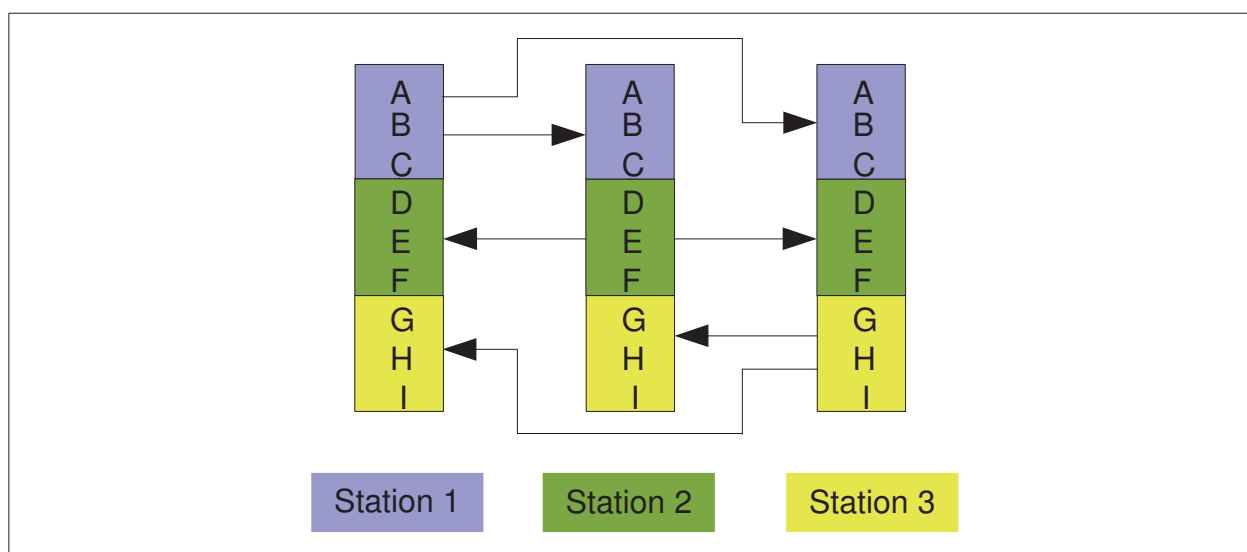 A A A
B B B
C C C
D D D
E E E
F F F
G G G
H H H
I I I
Station 1 Station 2 Station 3